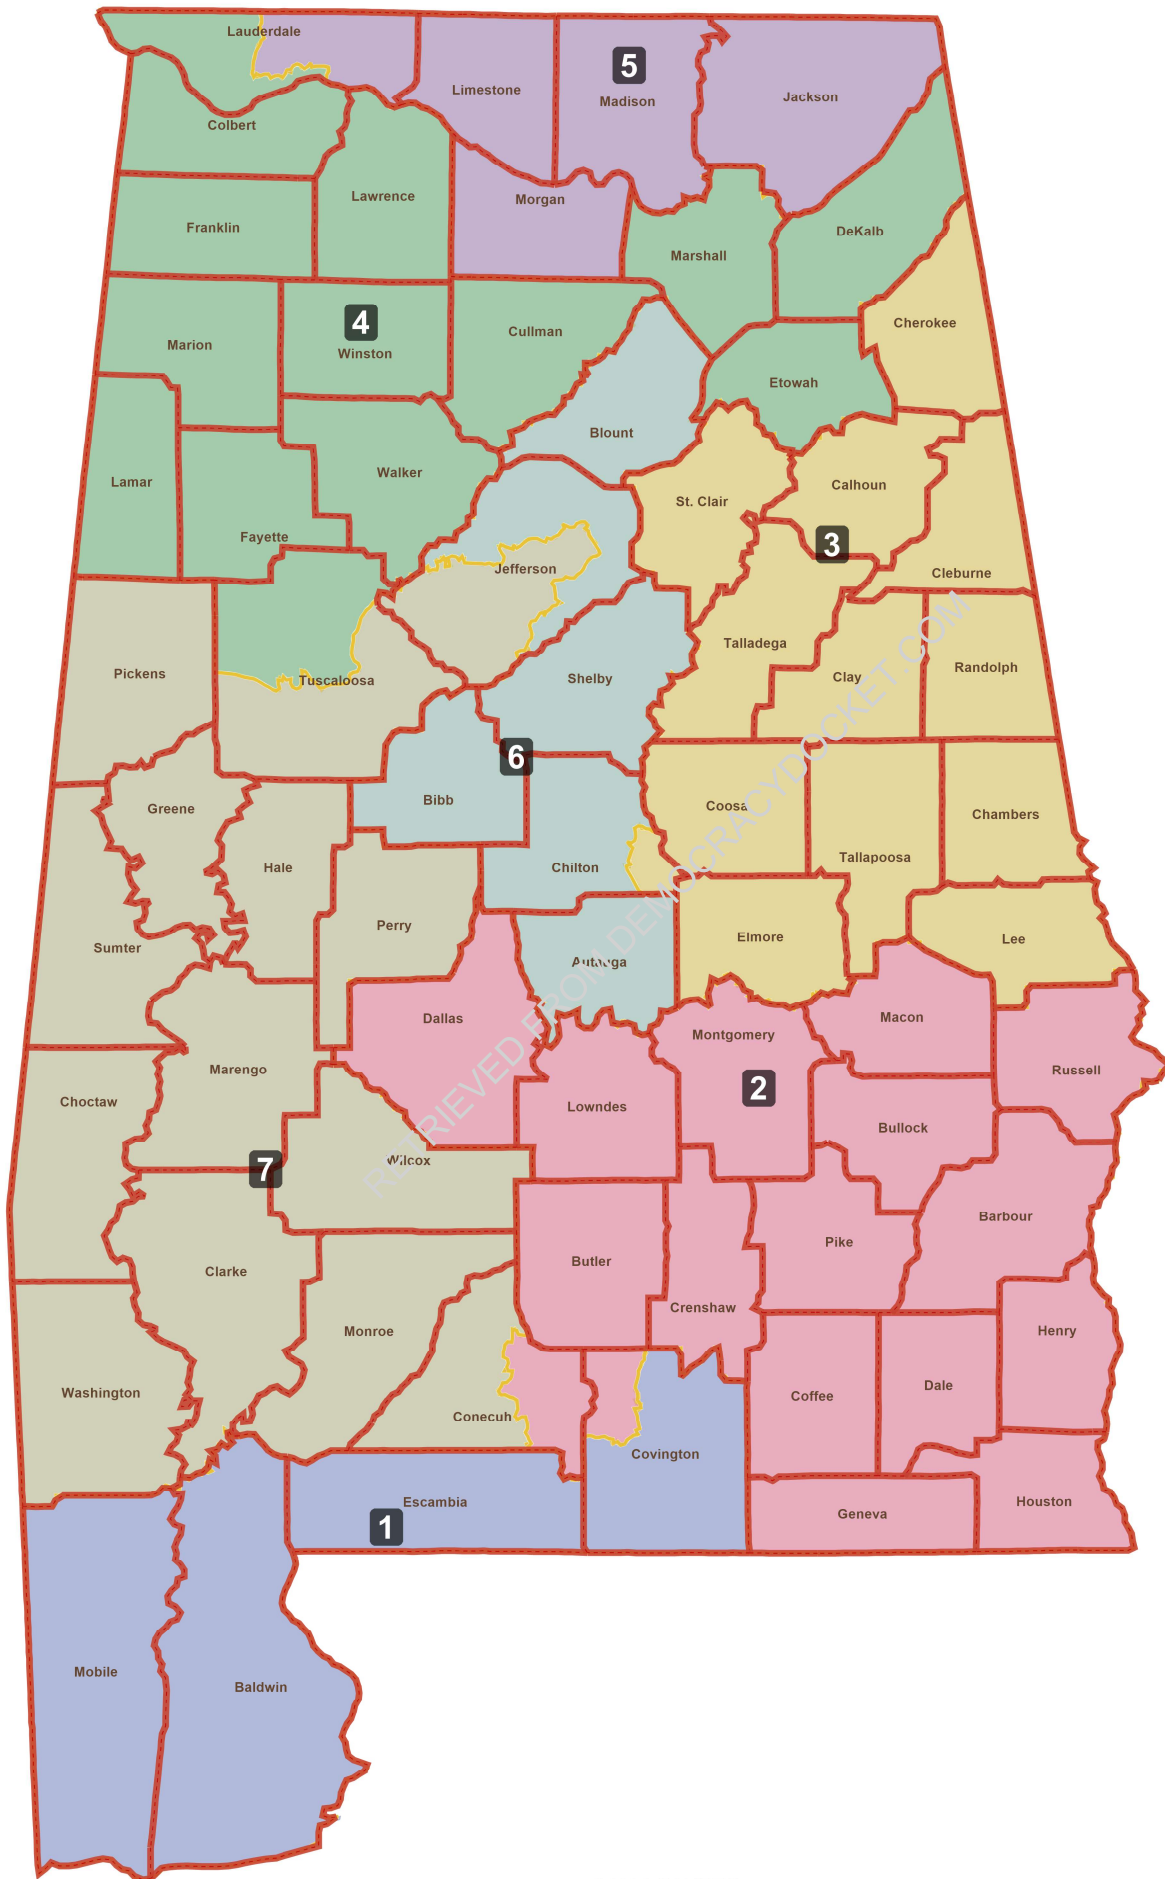 Lauderdale
5
Limestone
Madison
Jackson
Colbert
Lawrence
Morgan
Franklin
DeKalb
Marshall
4
Cherokee
Cullman
Marion
Winston
Etowah
Blount
Walker
Lamar
Calhoun
St. Clair
Fayette
3
Jefferson
Cleburne
Talladega
Randolph
Pickens
Clay
Shelby
Tuscaloosa
6
Bibb
Coosa
Greene
Chambers
Tallapoosa
Hale
Chilton
Perry
Elmore
Lee
Sumter
Autauga
Dallas
Macon
Montgomery
Marengo
Russell
2
Choctaw
Lowndes
Bullock
Wilcox
7
Barbour
Pike
Butler
Clarke
Crenshaw
Monroe
Henry
Washington
Dale
Coffee
Conecuh
Covington
Escambia
Houston
Geneva
1
Mobile
Baldwin
RETRIEVED FROM DEMOCRACYDOCKET.COM